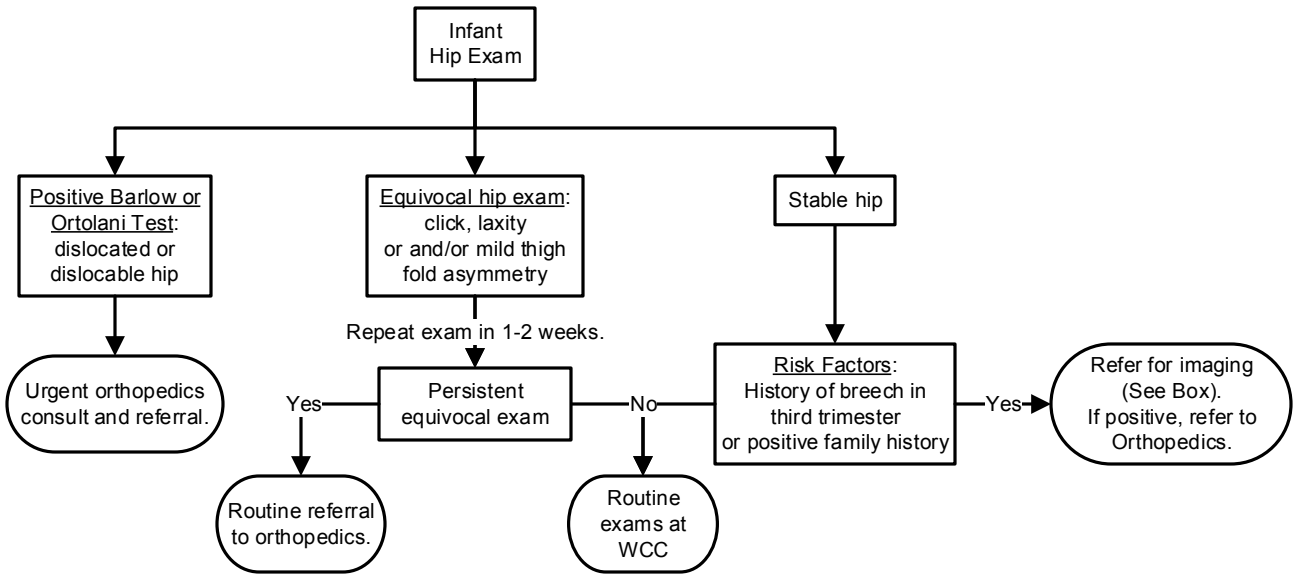 Infant
Hip Exam
Positive Barlow or
Ortolani Test:
dislocated or
dislocable hip
Equivocal hip exam:
click, laxity
or and/or mild thigh
fold asymmetry
Stable hip
Repeat exam in 1-2 weeks.
Urgent orthopedics
consult and referral.
Yes
Persistent
equivocal exam
No
Risk Factors:
History of breech in
third trimester
or positive family history
Yes
Refer for imaging
(See Box).
If positive, refer to
Orthopedics.
Routine referral
to orthopedics.
Routine
exams at
WCC